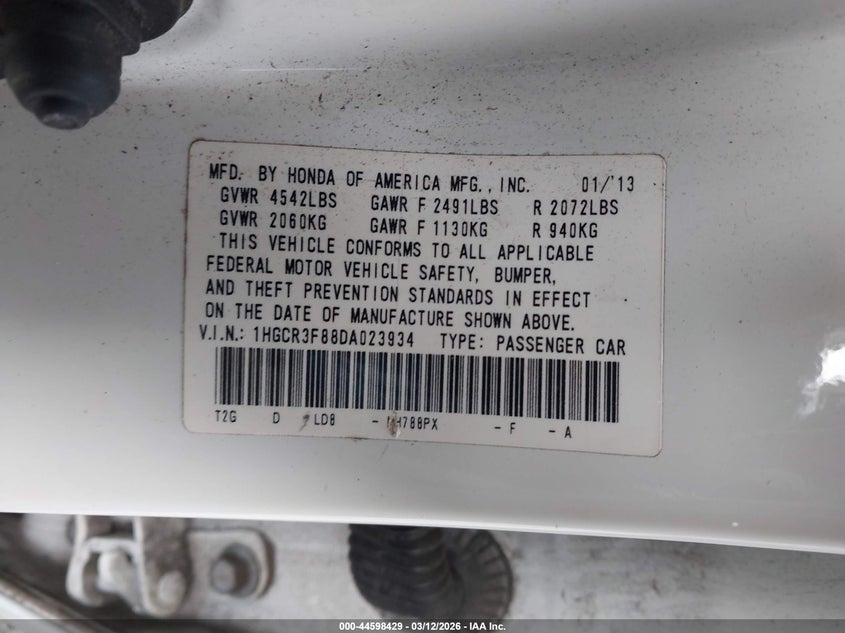 MFD. BY HONDA OF AMERICA MFG., INC. 01/'13
GVWR 4542LBS GAWR F 2491LBS R 2072LBS
GVWR 2060KG GAWR F 1130KG R 940KG
THIS VEHICLE CONFORMS TO ALL APPLICABLE
FEDERAL MOTOR VEHICLE SAFETY, BUMPER,
AND THEFT PREVENTION STANDARDS IN EFFECT
ON THE DATE OF MANUFACTURE SHOWN ABOVE.
V.I.N.: 1HGCR3F88DA023934 TYPE: PASSENGER CAR
T2G D LD8 - NH788PX - F - A
000-44598429 - 03/12/2026 - IAA Inc.